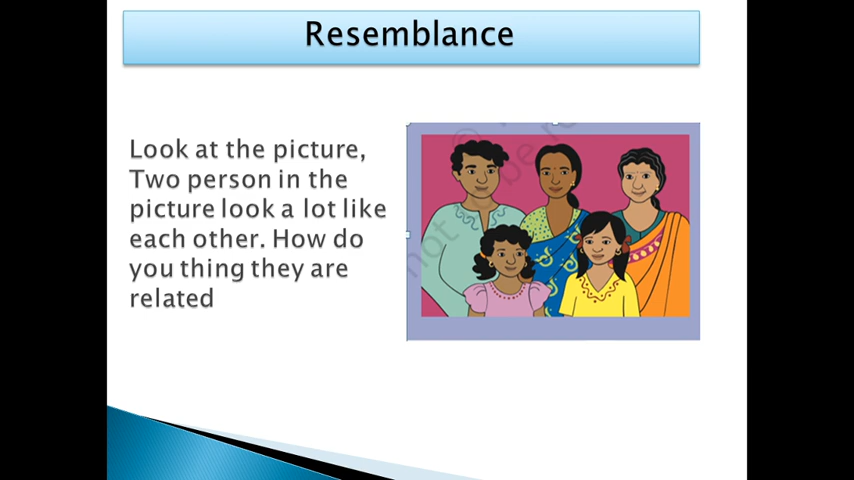 Resemblance
Look at the picture,
Two person in the
picture look a lot like
each other. How do
you thing they are
related